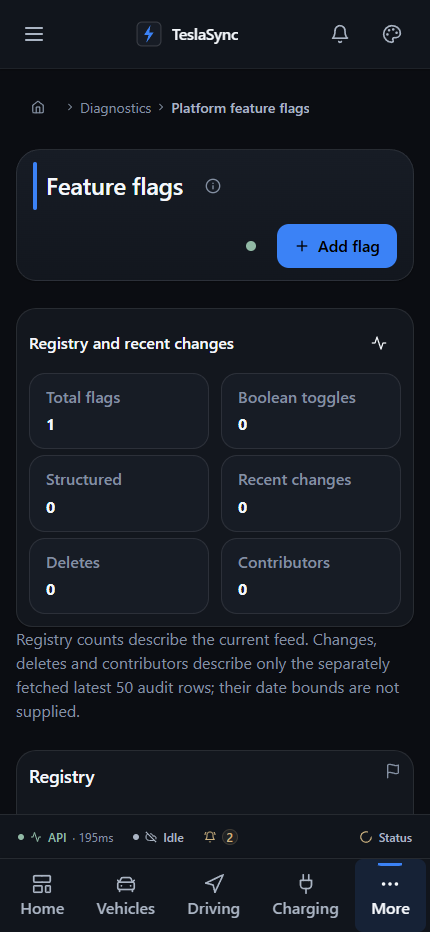 TeslaSync
Diagnostics
Platform feature flags
Feature flags
Add flag
Registry and recent changes
Total flags
1
Boolean toggles
0
Structured
0
Recent changes
0
Deletes
0
Contributors
0
Registry counts describe the current feed. Changes,
deletes and contributors describe only the separately
fetched latest 50 audit rows; their date bounds are not
supplied.
Registry
API · 195ms
Idle
2
Status
Home
Vehicles
Driving
Charging
More